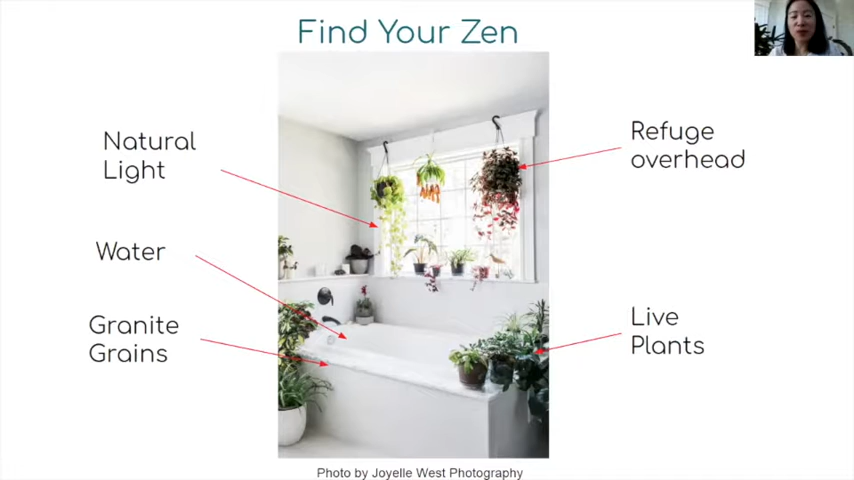 Find Your Zen
Natural
Light
Refuge
overhead
Water
Granite
Grains
Live
Plants
Photo by Joyelle West Photography